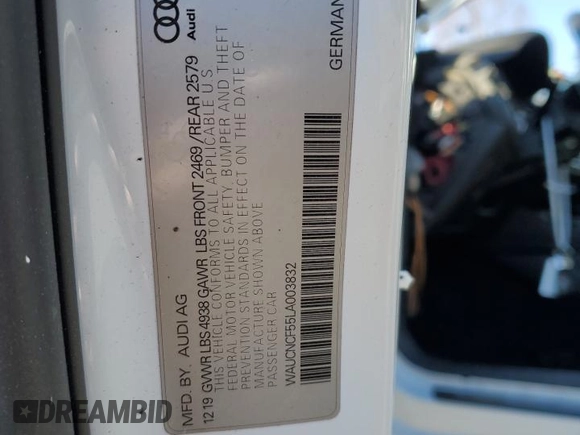 Audi
GERMAN
MFD. BY. AUDI AG
12 19 GVWR LBS 4938 GAWR LBS FRONT 2469 / REAR 2579
THIS VEHICLE CONFORMS TO ALL APPLICABLE U S
FEDERAL MOTOR VEHICLE SAFETY, BUMPER AND THEFT
PREVENTION STANDARDS IN EFFECT ON THE DATE OF
MANUFACTURE SHOWN ABOVE
PASSENGER CAR
WAUCNCF55LA003832
DREAMBID